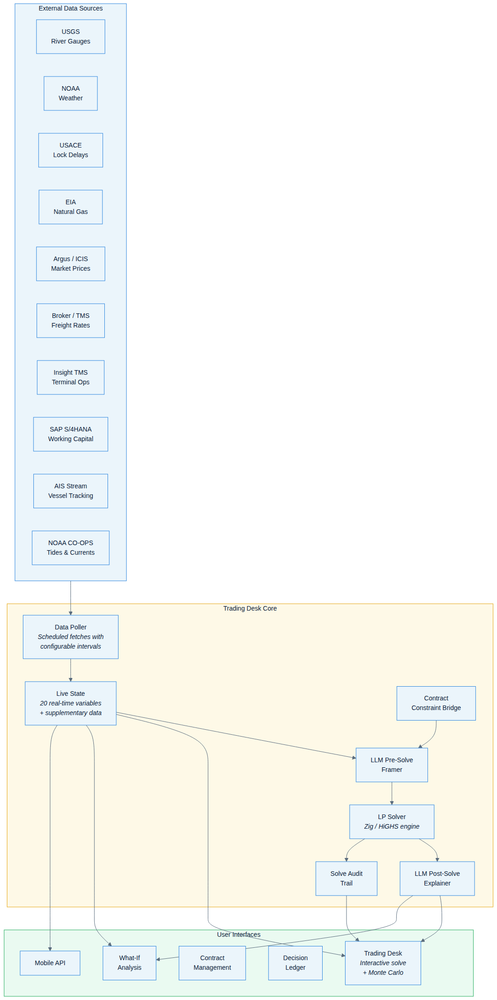 External Data Sources
USGS
River Gauges
NOAA
Weather
USACE
Lock Delays
EIA
Natural Gas
Argus / ICIS
Market Prices
Broker / TMS
Freight Rates
Insight TMS
Terminal Ops
SAP S/4HANA
Working Capital
AIS Stream
Vessel Tracking
NOAA CO-OPS
Tides & Currents
Trading Desk Core
Data Poller
Scheduled fetches with
configurable intervals
Live State
20 real-time variables
+ supplementary data
Contract
Constraint Bridge
LLM Pre-Solve
Framer
LP Solver
Zig / HiGHS engine
Solve Audit
Trail
LLM Post-Solve
Explainer
User Interfaces
Mobile API
What-If
Analysis
Contract
Management
Decision
Ledger
Trading Desk
Interactive solve
+ Monte Carlo